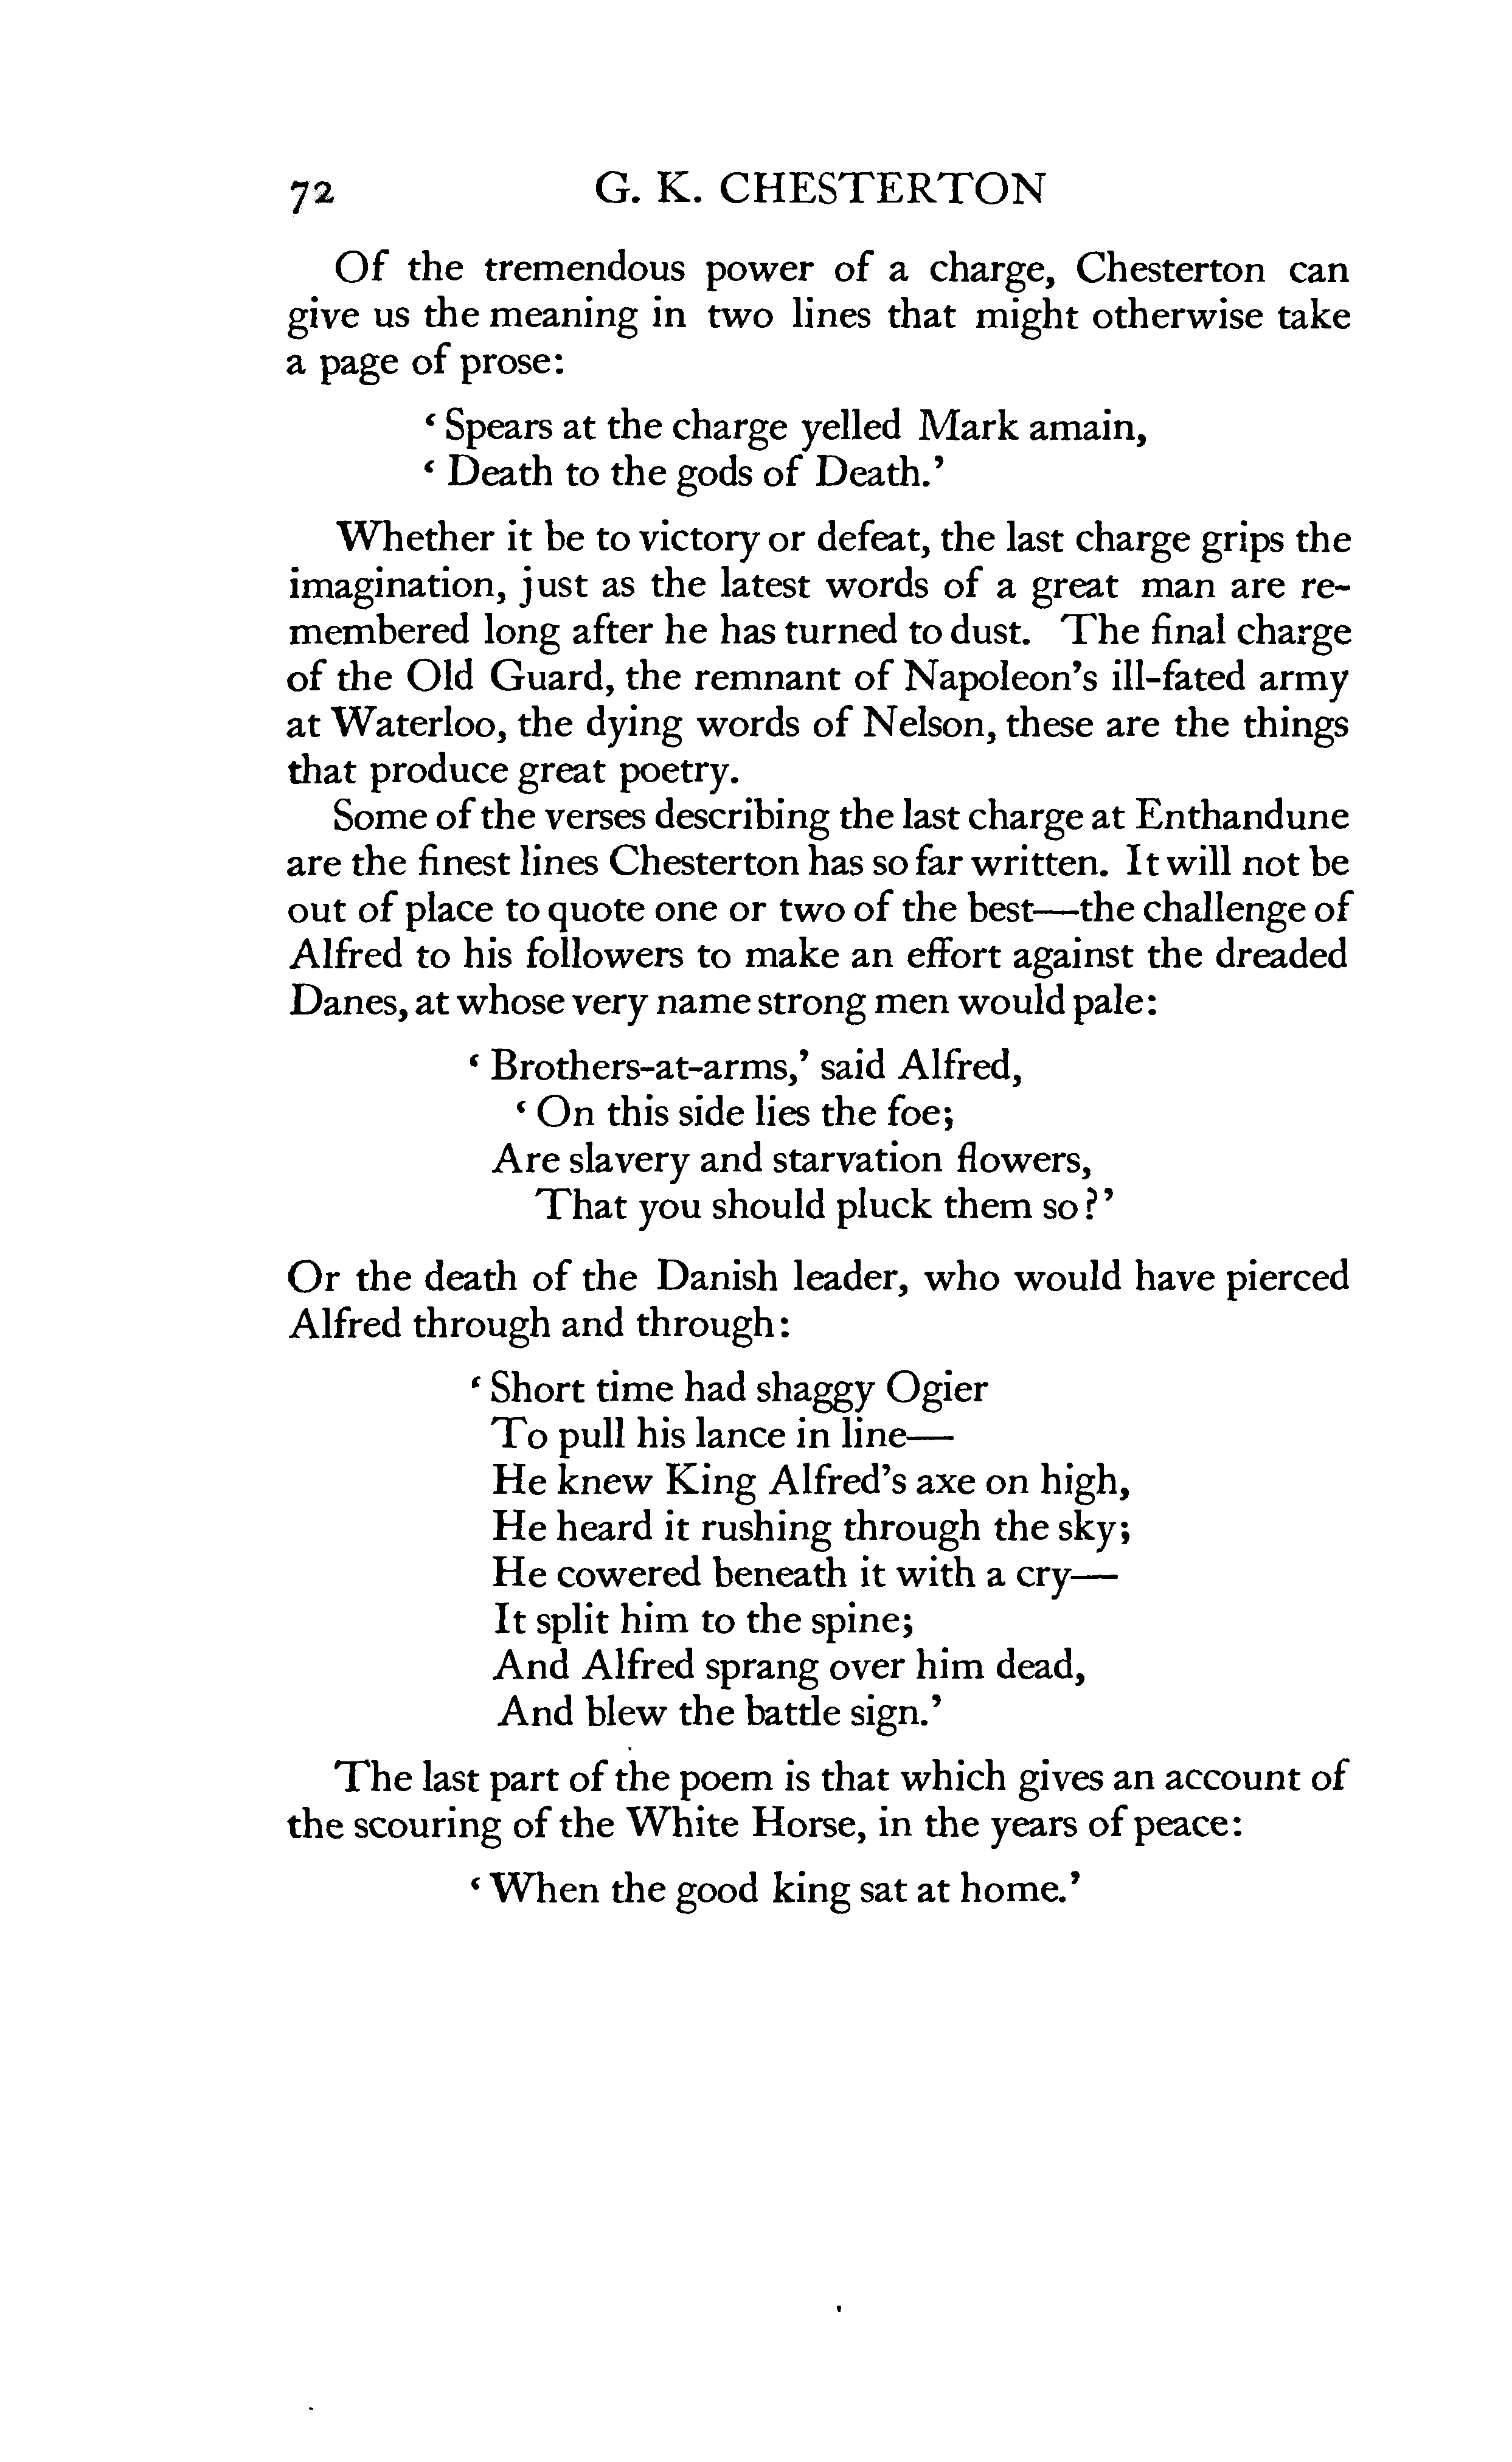 72 G. K. CHESTERTON
Of the tremendous power of a charge, Chesterton can
give us the meaning in two lines that might otherwise take
a page of prose:
‘ Spears at the charge yelled Mark amain,
‘ Death to the gods of Death.’
Whether it be to victory or defeat, the last charge grips the
imagination, just as the latest words of a great man are re-
membered long after he has turned to dust. The final charge
of the Old Guard, the remnant of Napoleon’s ill-fated army
at Waterloo, the dying words of Nelson, these are the things
that produce great poetry.
Some of the verses describing the last charge at Enthandune
are the finest lines Chesterton has so far written. It will not be
out of place to quote one or two of the best—the challenge of
Alfred to his followers to make an effort against the dreaded
Danes, at whose very name strong men would pale:
‘ Brothers-at-arms,’ said Alfred,
‘ On this side lies the foe;
Are slavery and starvation flowers,
That you should pluck them so?’
Or the death of the Danish leader, who would have pierced
Alfred through and through:
‘ Short time had shaggy Ogier
To pull his lance in line—
He knew King Alfred’s axe on high,
He heard it rushing through the sky;
He cowered beneath it with a cry—
It split him to the spine;
And Alfred sprang over him dead,
And blew the battle sign.’
The last part of the poem is that which gives an account of
the scouring of the White Horse, in the years of peace:
‘ When the good king sat at home.’